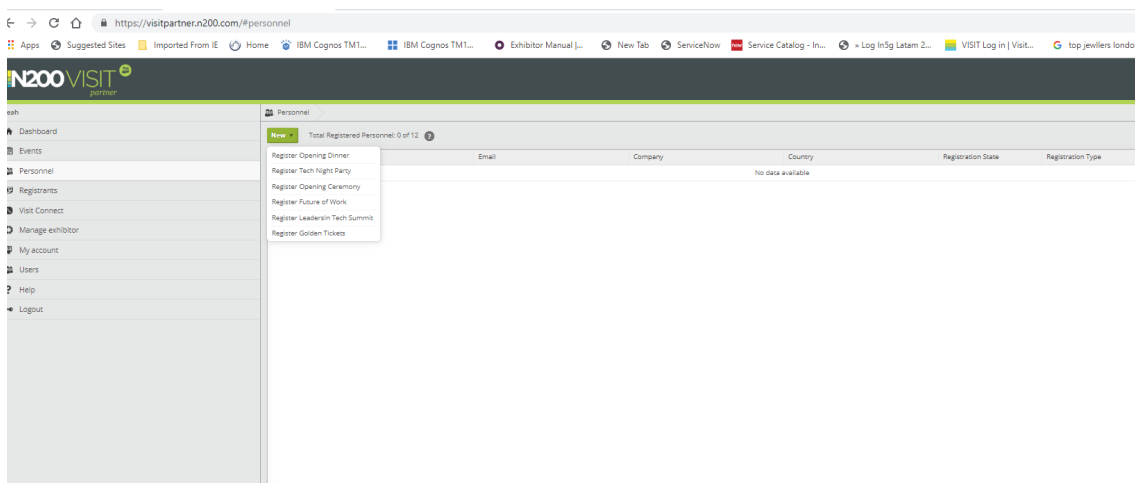 https://visitpartner.n200.com/#personnel
Apps Suggested Sites Imported From IE Home IBM Cognos TM1... IBM Cognos TM1... Exhibitor Manual |... New Tab ServiceNow Service Catalog - In... » Log In5g Latam 2... VISIT Log in | Visit... top jewllers londo
N200 VISIT
partner
eah
Personnel
Dashboard
New Total Registered Personnel: 0 of 12 ?
Events
Register Opening Dinner Email Company Country Registration State Registration Type
Personnel
Register Tech Night Party No data available
Registrants
Register Opening Ceremony
Register Future of Work
Visit Connect
Register LeadersIn Tech Summit
Manage exhibitor
Register Golden Tickets
My account
Users
Help
Logout